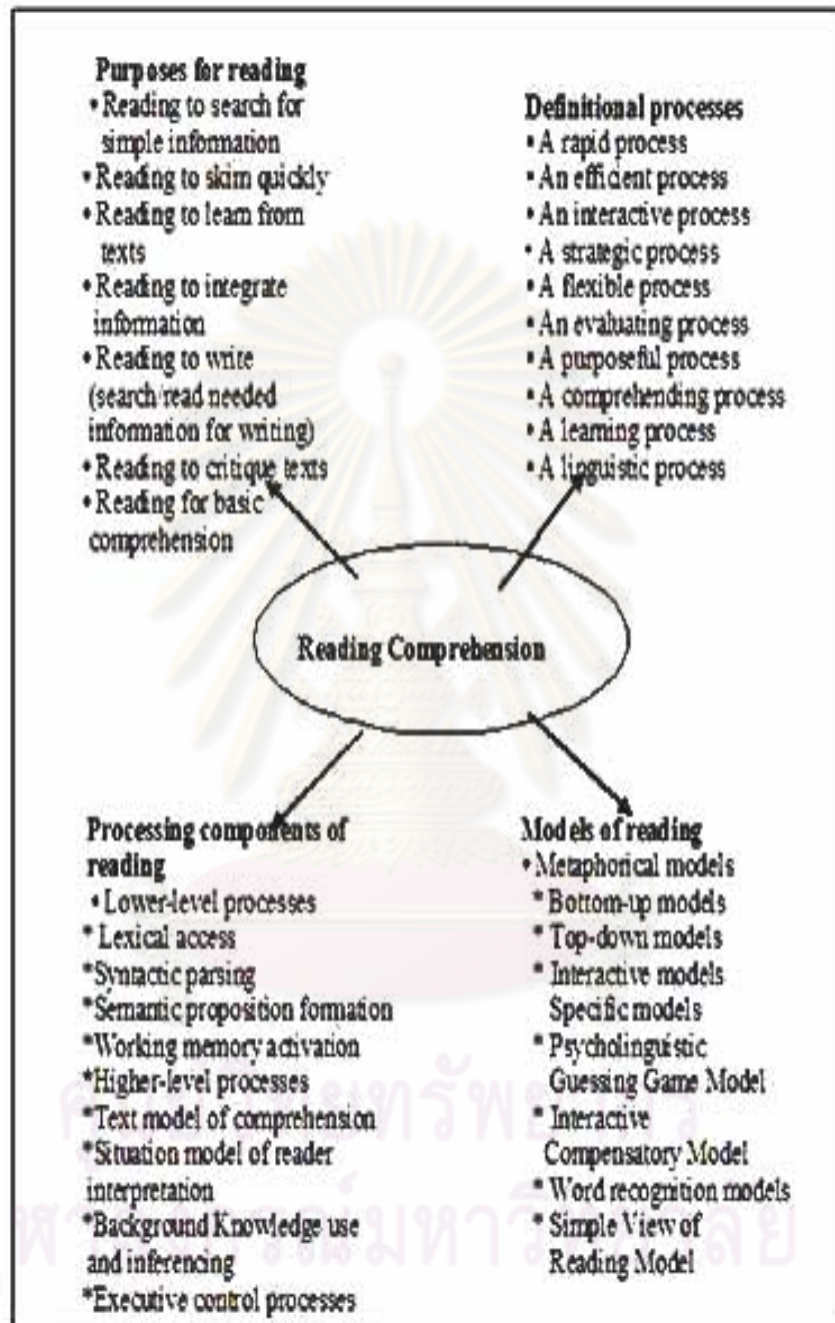 Purposes for reading
• Reading to search for
simple information
• Reading to skim quickly
• Reading to learn from
texts
• Reading to integrate
information
• Reading to write
(search/read needed
information for writing)
• Reading to critique texts
• Reading for basic
comprehension
Definitional processes
• A rapid process
• An efficient process
• An interactive process
• A strategic process
• A flexible process
• An evaluating process
• A purposeful process
• A comprehending process
• A learning process
• A linguistic process
Reading Comprehension
Processing components of
reading
• Lower-level processes
* Lexical access
*Syntactic parsing
*Semantic proposition formation
*Working memory activation
*Higher-level processes
*Text model of comprehension
*Situation model of reader
interpretation
*Background Knowledge use
and inferencing
*Executive control processes
Models of reading
• Metaphorical models
* Bottom-up models
* Top-down models
* Interactive models
Specific models
* Psycholinguistic
Guessing Game Model
* Interactive
Compensatory Model
* Word recognition models
* Simple View of
Reading Model